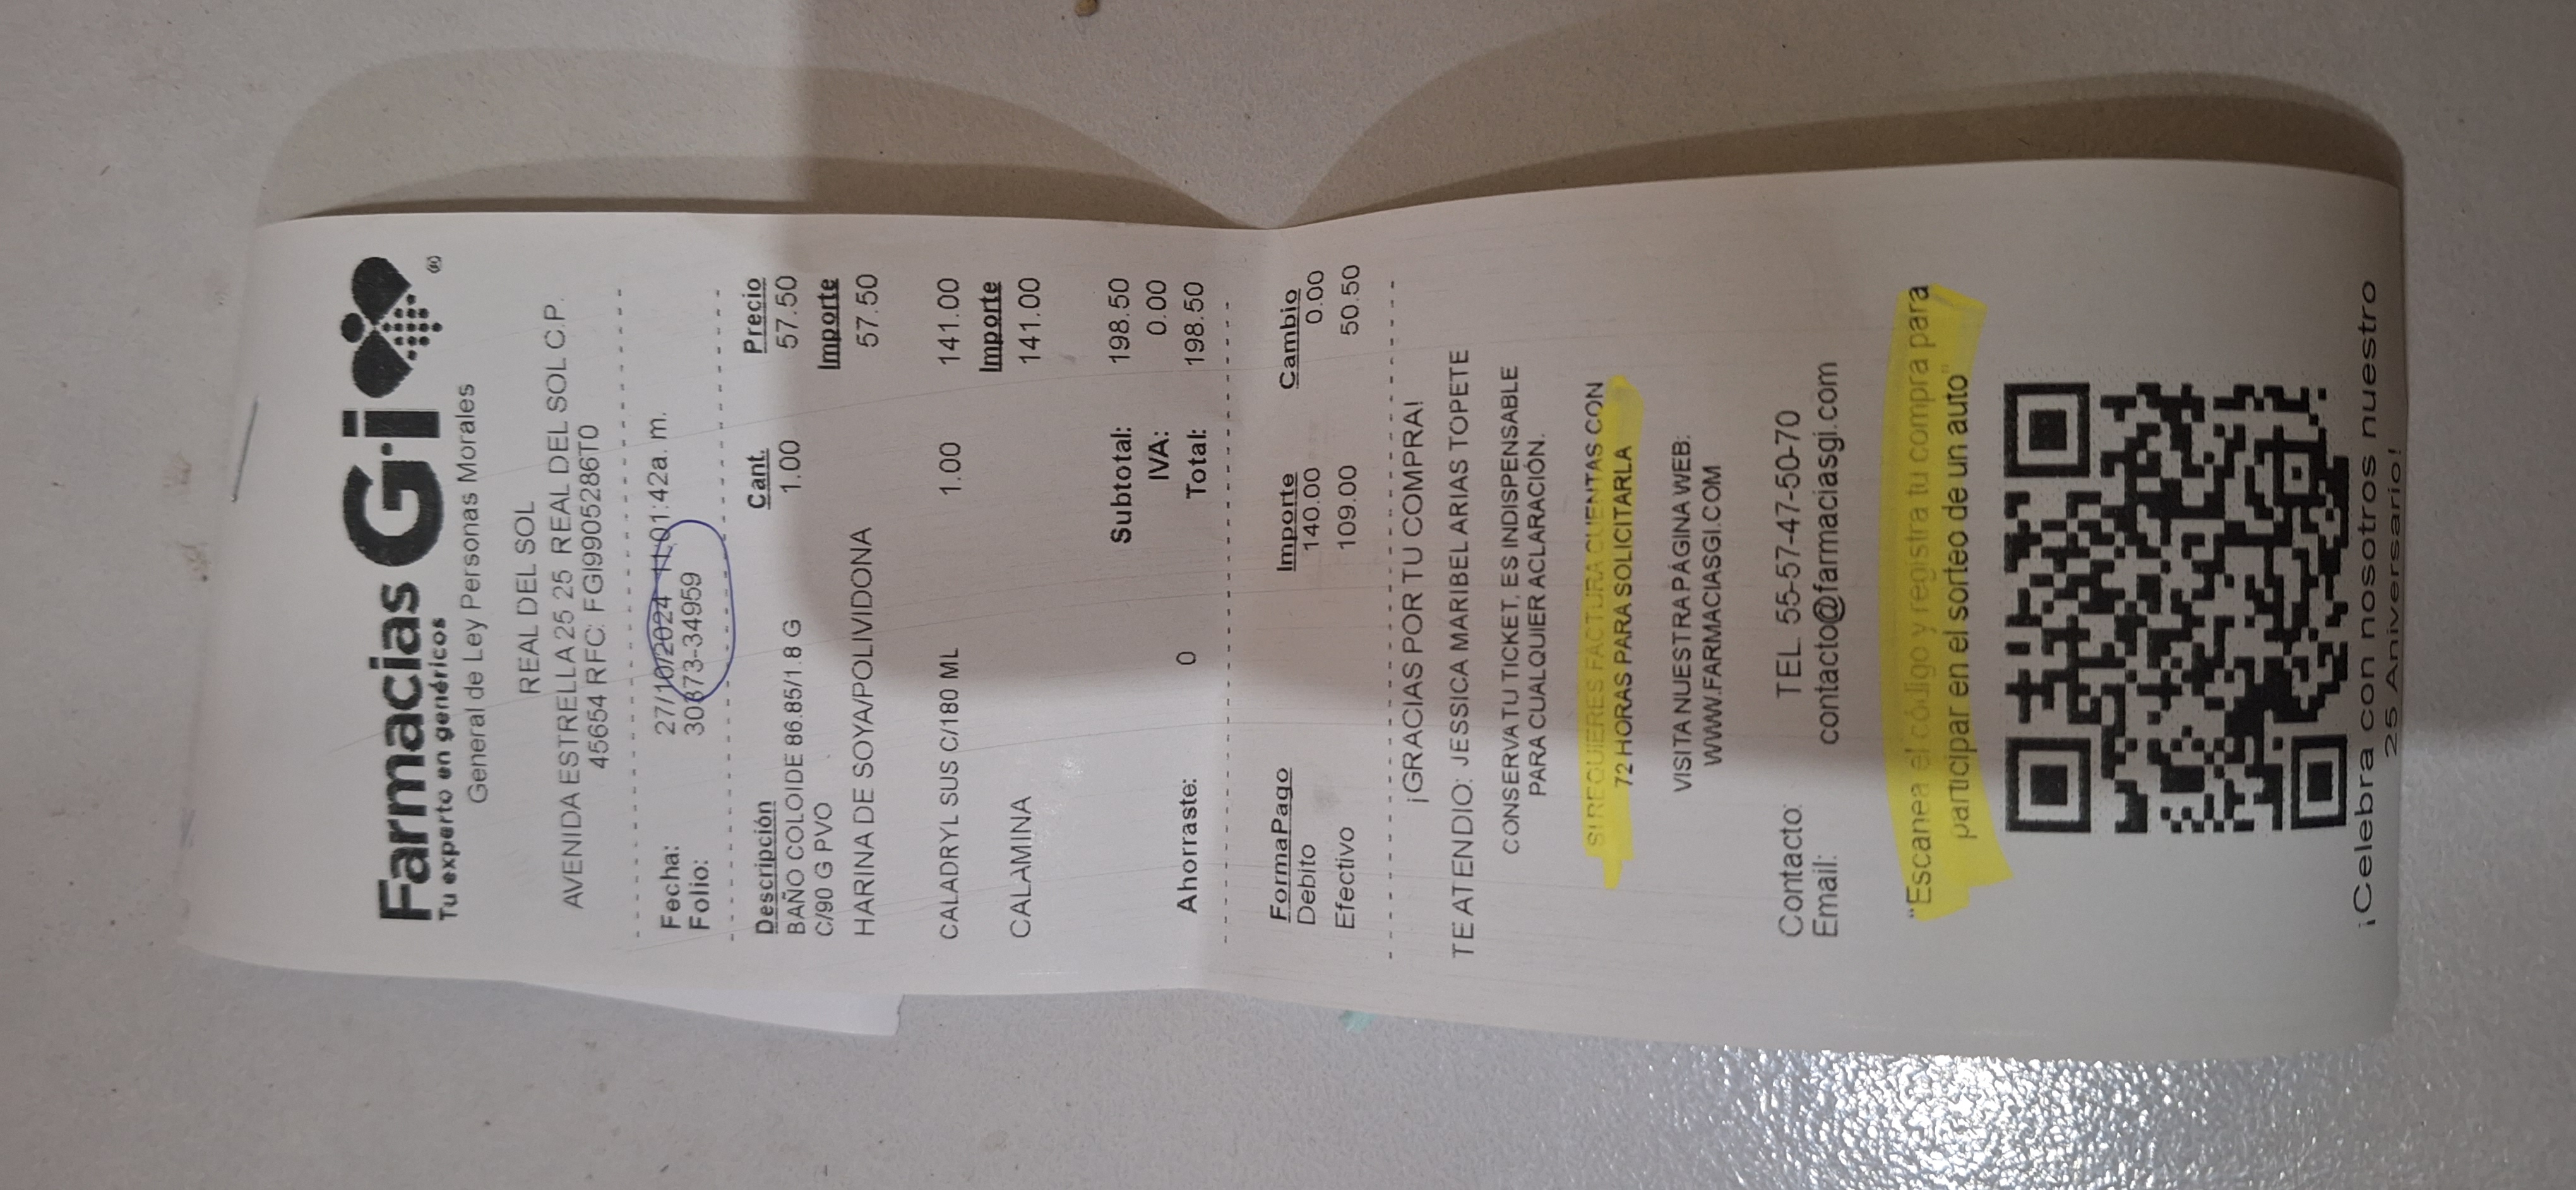 Farmacias Gi ®
Tu experto en genéricos
General de Ley Personas Morales
REAL DEL SOL
AVENIDA ESTRELLA 25 25 REAL DEL SOL C.P.
45654 RFC: FGI9905286T0
Fecha: 27/10/2024 11:01:42a. m.
Folio: 30373-34959
Descripción Cant. Precio
BAÑO COLOIDE 86.85/1.8 G 1.00 57.50
C/90 G PVO Importe
HARINA DE SOYA/POLIVIDONA 57.50
CALADRYL SUS C/180 ML 1.00 141.00
Importe
CALAMINA 141.00
Subtotal: 198.50
IVA: 0.00
Ahorraste: 0 Total: 198.50
FormaPago Importe Cambio
Debito 140.00 0.00
Efectivo 109.00 50.50
¡GRACIAS POR TU COMPRA!
TE ATENDIO: JESSICA MARIBEL ARIAS TOPETE
CONSERVA TU TICKET, ES INDISPENSABLE
PARA CUALQUIER ACLARACIÓN.
SI REQUIERES FACTURA CUENTAS CON
72 HORAS PARA SOLICITARLA
VISITA NUESTRA PÁGINA WEB:
WWW.FARMACIASGI.COM
Contacto: TEL. 55-57-47-50-70
Email: contacto@farmaciasgi.com
"Escanea el código y registra tu compra para
participar en el sorteo de un auto"
¡Celebra con nosotros nuestro
25 Aniversario!